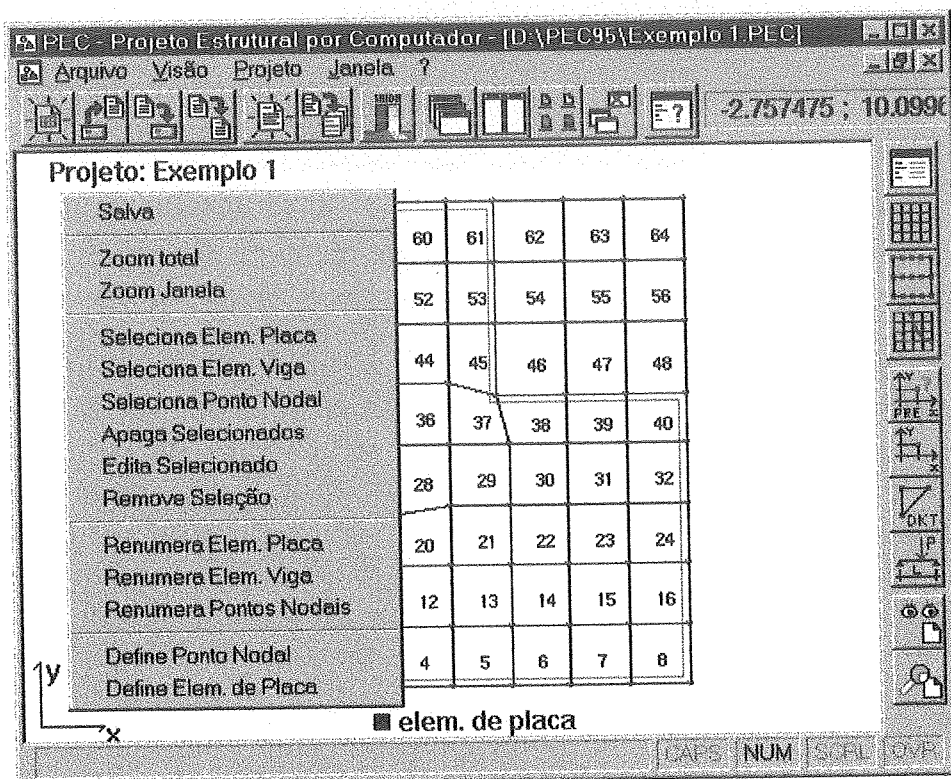 PEC - Projeto Estrutural por Computador - [D:\PEC95\Exemplo 1.PEC]
Arquivo Visão Projeto Janela ?
-2.757475 ; 10.099
Projeto: Exemplo 1
Salva
Zoom total
Zoom Janela
Seleciona Elem. Placa
Seleciona Elem. Viga
Seleciona Ponto Nodal
Apaga Selecionados
Edita Selecionado
Remove Seleção
Renumera Elem. Placa
Renumera Elem. Viga
Renumera Pontos Nodais
Define Ponto Nodal
Define Elem. de Placa
60 61 62 63 64
52 53 54 55 56
44 45 46 47 48
36 37 38 39 40
28 29 30 31 32
20 21 22 23 24
12 13 14 15 16
4 5 6 7 8
y
x
elem. de placa
Y
PRE x
Y
x
DKT
P
L
CAPS NUM SCRL OVR